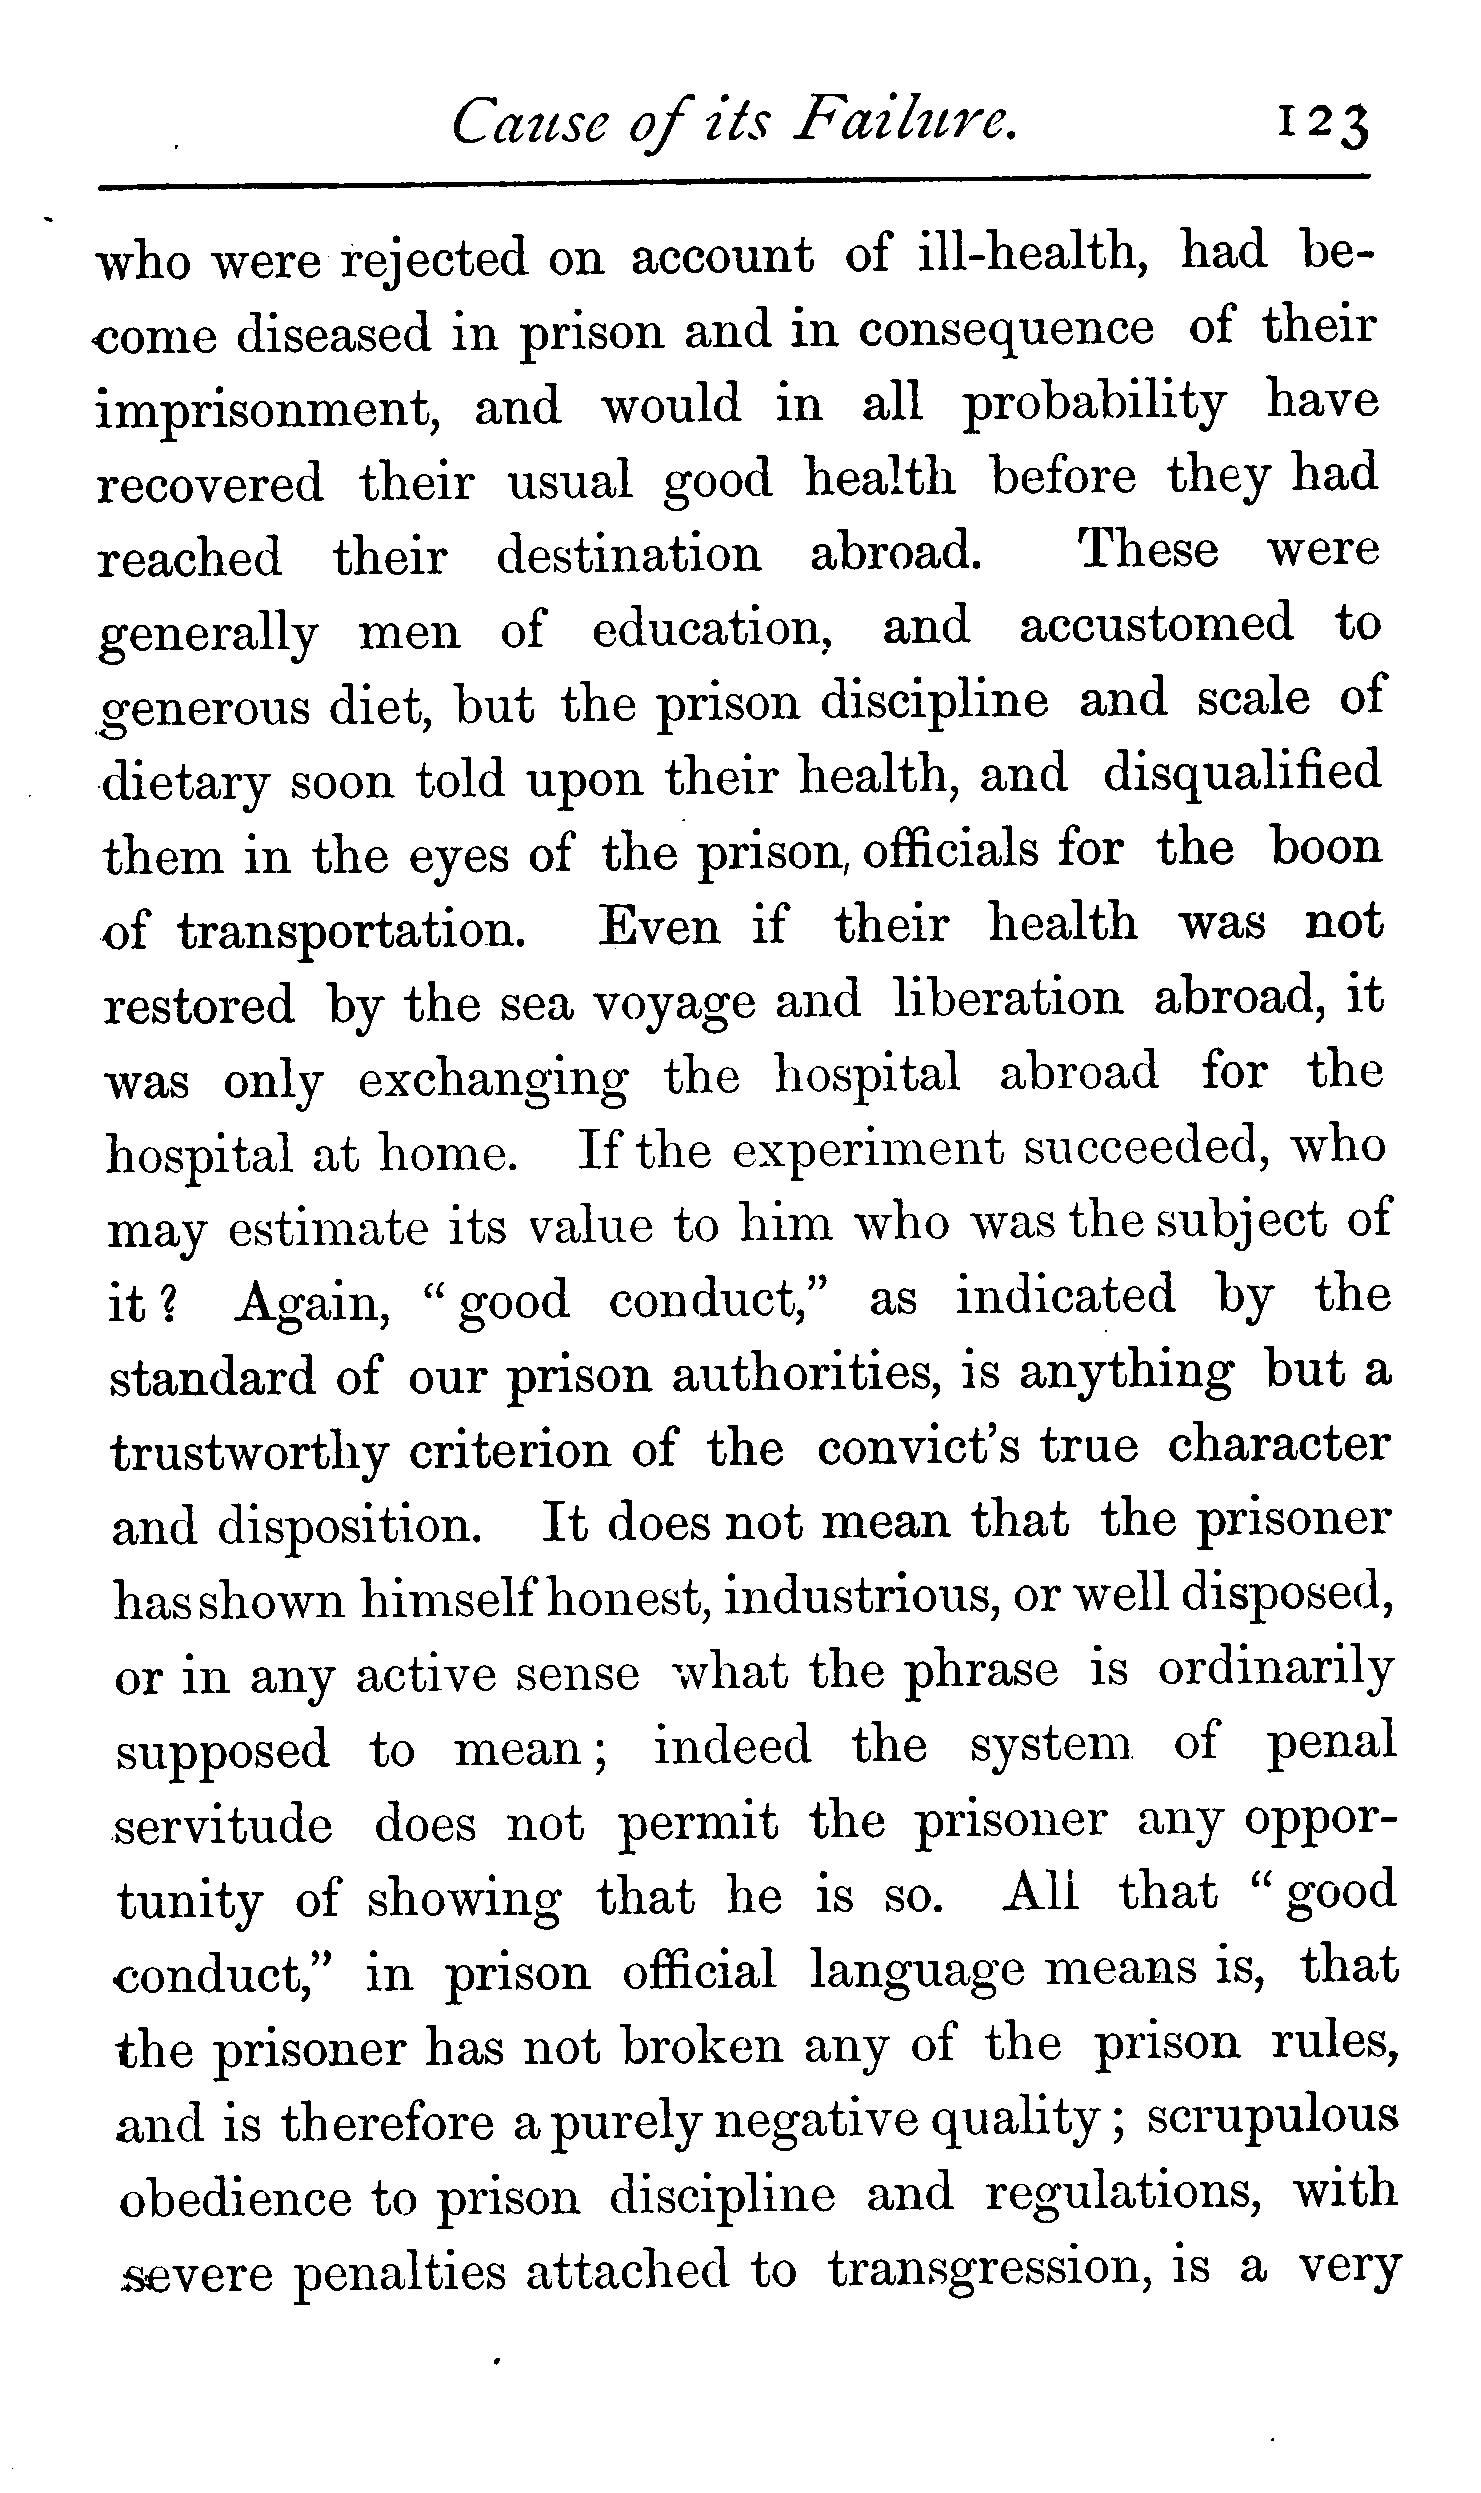 Cause of its Failure. 123
who were rejected on account of ill-health, had be-
come diseased in prison and in consequence of their
imprisonment, and would in all probability have
recovered their usual good health before they had
reached their destination abroad. These were
generally men of education, and accustomed to
generous diet, but the prison discipline and scale of
dietary soon told upon their health, and disqualified
them in the eyes of the prison, officials for the boon
of transportation. Even if their health was not
restored by the sea voyage and liberation abroad, it
was only exchanging the hospital abroad for the
hospital at home. If the experiment succeeded, who
may estimate its value to him who was the subject of
it? Again, "good conduct," as indicated by the
standard of our prison authorities, is anything but a
trustworthy criterion of the convict's true character
and disposition. It does not mean that the prisoner
has shown himself honest, industrious, or well disposed,
or in any active sense what the phrase is ordinarily
supposed to mean; indeed the system of penal
servitude does not permit the prisoner any oppor-
tunity of showing that he is so. All that "good
conduct," in prison official language means is, that
the prisoner has not broken any of the prison rules,
and is therefore a purely negative quality; scrupulous
obedience to prison discipline and regulations, with
severe penalties attached to transgression, is a very